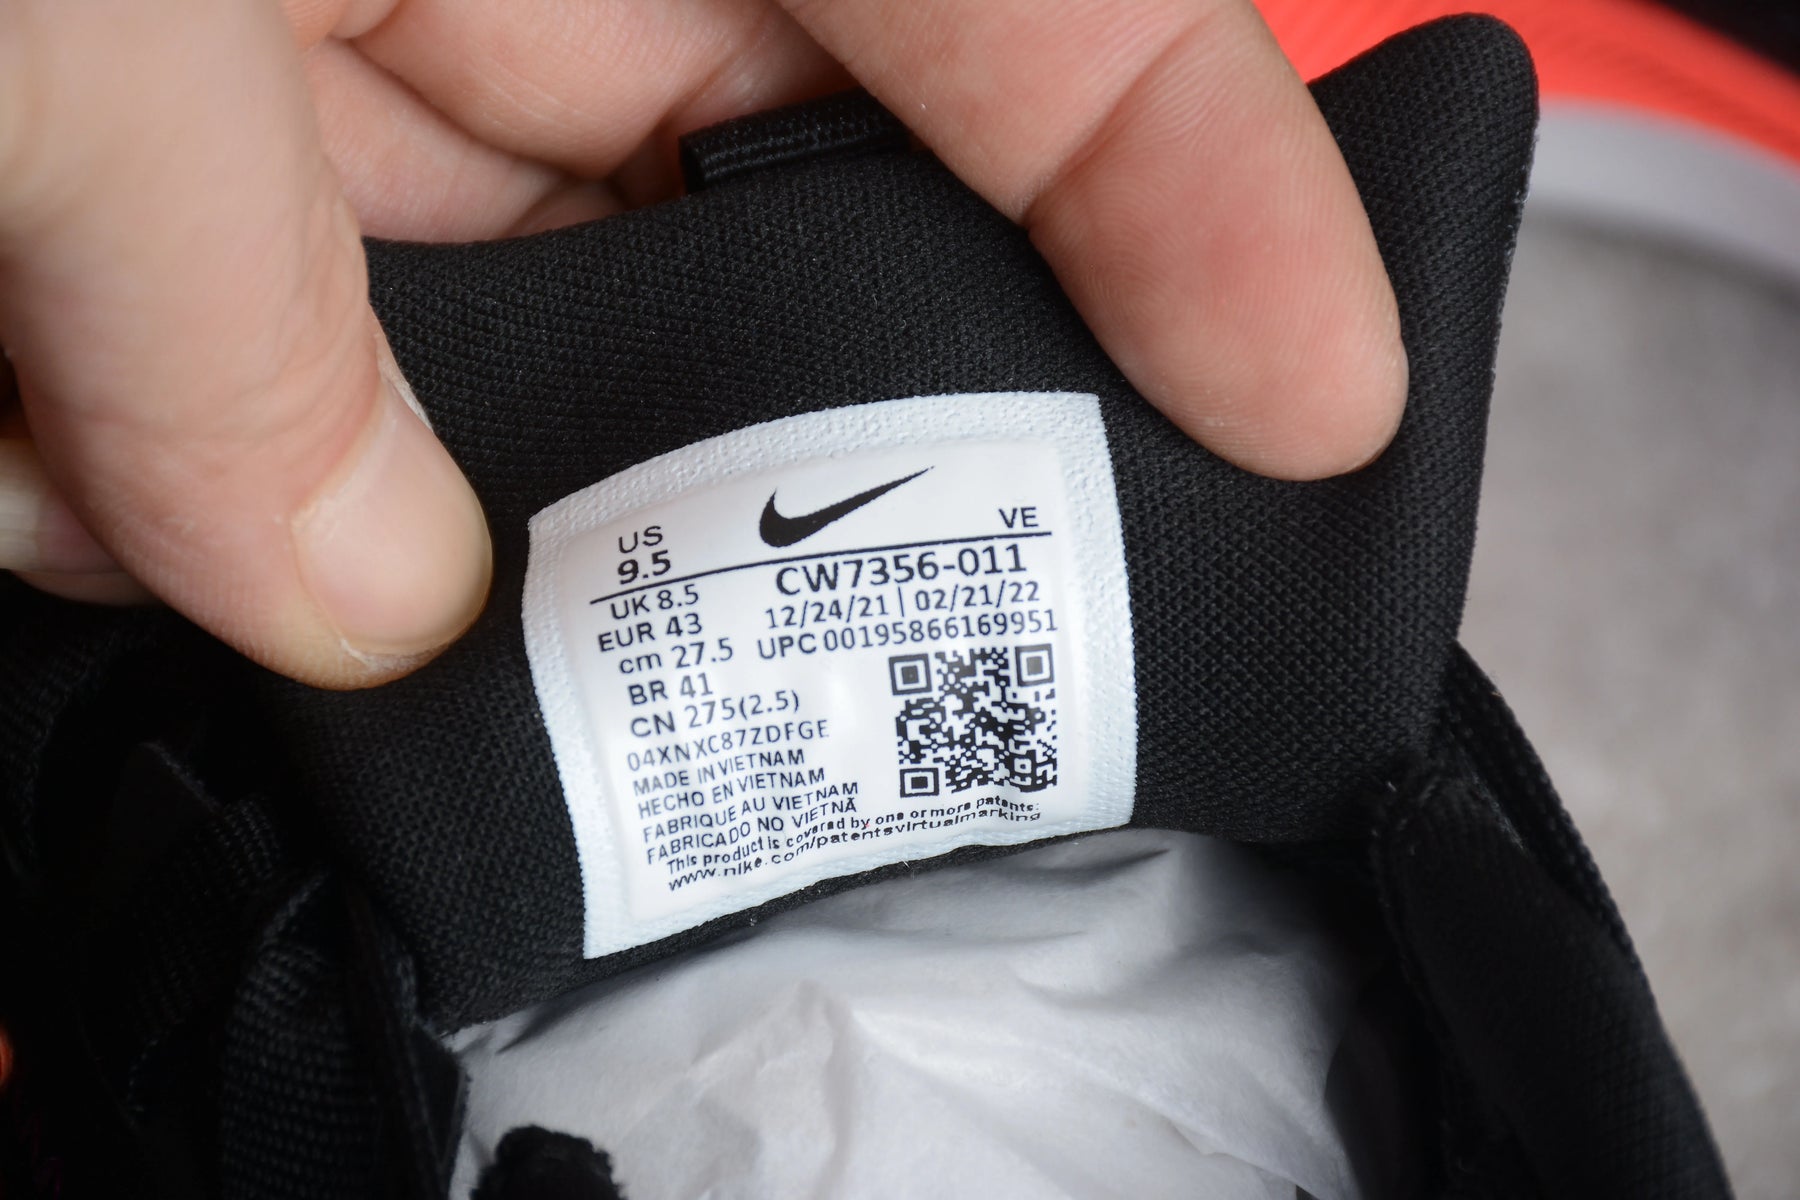 US
9.5
VE
UK 8.5
CW7356-011
EUR 43
12/24/21 | 02/21/22
cm 27.5
UPC 00195866169951
BR 41
CN 275(2.5)
04XNXC87ZDFGE
MADE IN VIETNAM
HECHO EN VIETNAM
FABRIQUE AU VIETNAM
FABRICADO NO VIETNÃ
This product is covered by one or more patents:
www.nike.com/patentsvirtualmarking